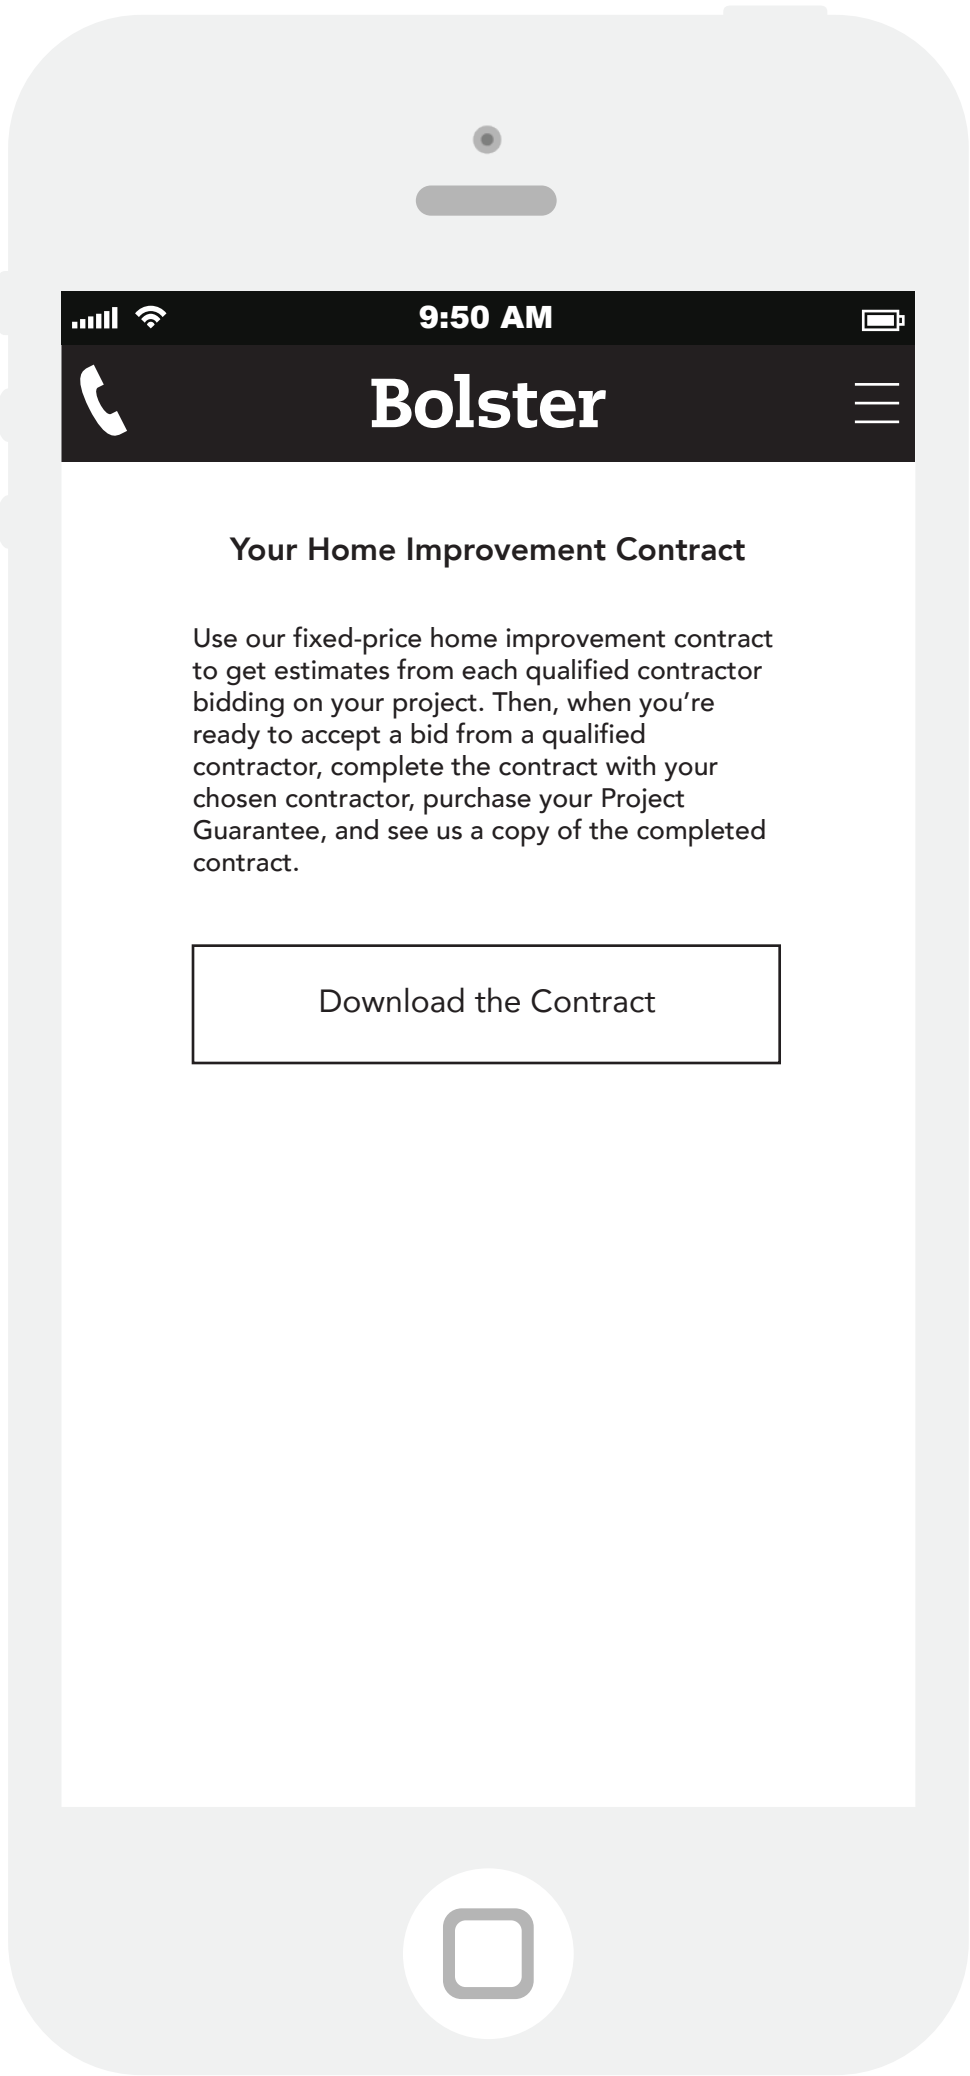 9:50 AM
Bolster
Your Home Improvement Contract
Use our fixed-price home improvement contract
to get estimates from each qualified contractor
bidding on your project. Then, when you’re
ready to accept a bid from a qualified
contractor, complete the contract with your
chosen contractor, purchase your Project
Guarantee, and see us a copy of the completed
contract.
Download the Contract